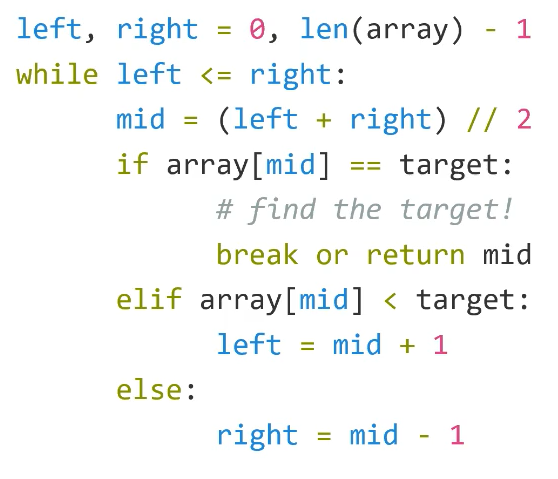 left, right = 0, len(array) - 1
while left <= right:
      mid = (left + right) // 2
      if array[mid] == target:
            # find the target!
            break or return mid
      elif array[mid] < target:
            left = mid + 1
      else:
            right = mid - 1